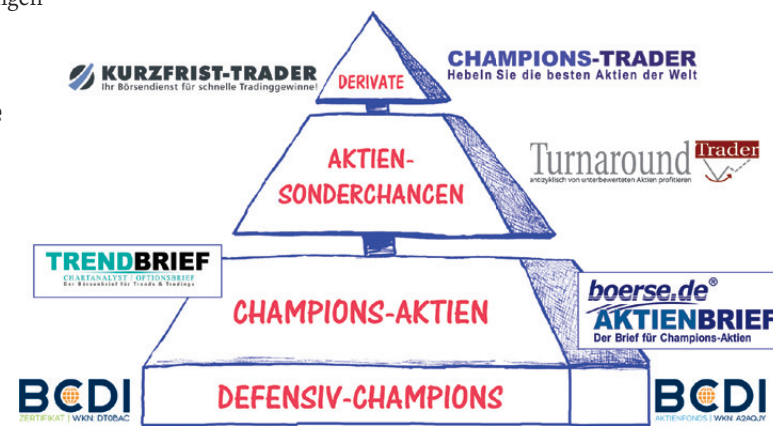 ngen
e
KURZFRIST-TRADER
Ihr Börsendienst für schnelle Tradinggewinne!
CHAMPIONS-TRADER
Hebeln Sie die besten Aktien der Welt
DERIVATE
AKTIEN-
SONDERCHANCEN
Turnaround Trader
antizyklisch von unterbewerteten Aktien profitieren
TRENDBRIEF
CHARTANALYST / OPTIONSBRIEF
Der Börsenbrief für Trends & Tradings
CHAMPIONS-AKTIEN
boerse.de®
AKTIENBRIEF
Der Brief für Champions-Aktien
DEFENSIV-CHAMPIONS
BCDI
ZERTIFIKAT | WKN: DT0BAC
BCDI
AKTIENFONDS | WKN: A2AQJY